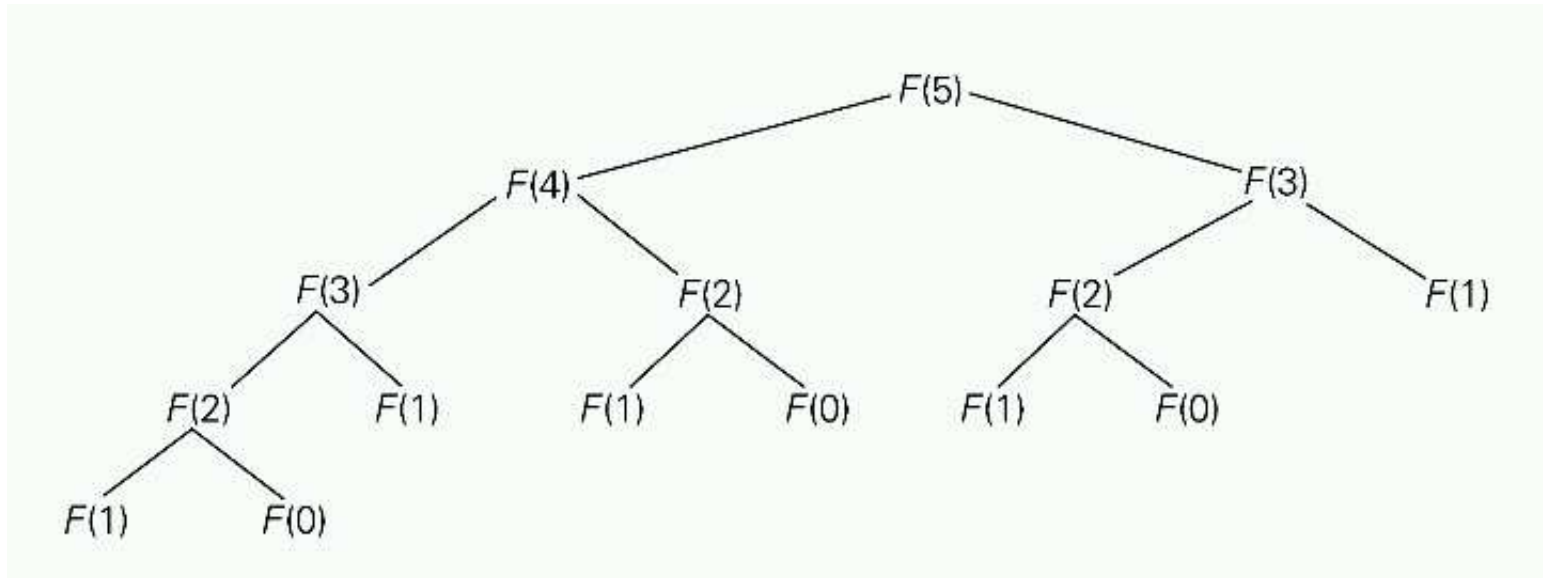 F(5)
F(4) F(3)
F(3) F(2) F(2) F(1)
F(2) F(1) F(1) F(0) F(1) F(0)
F(1) F(0)